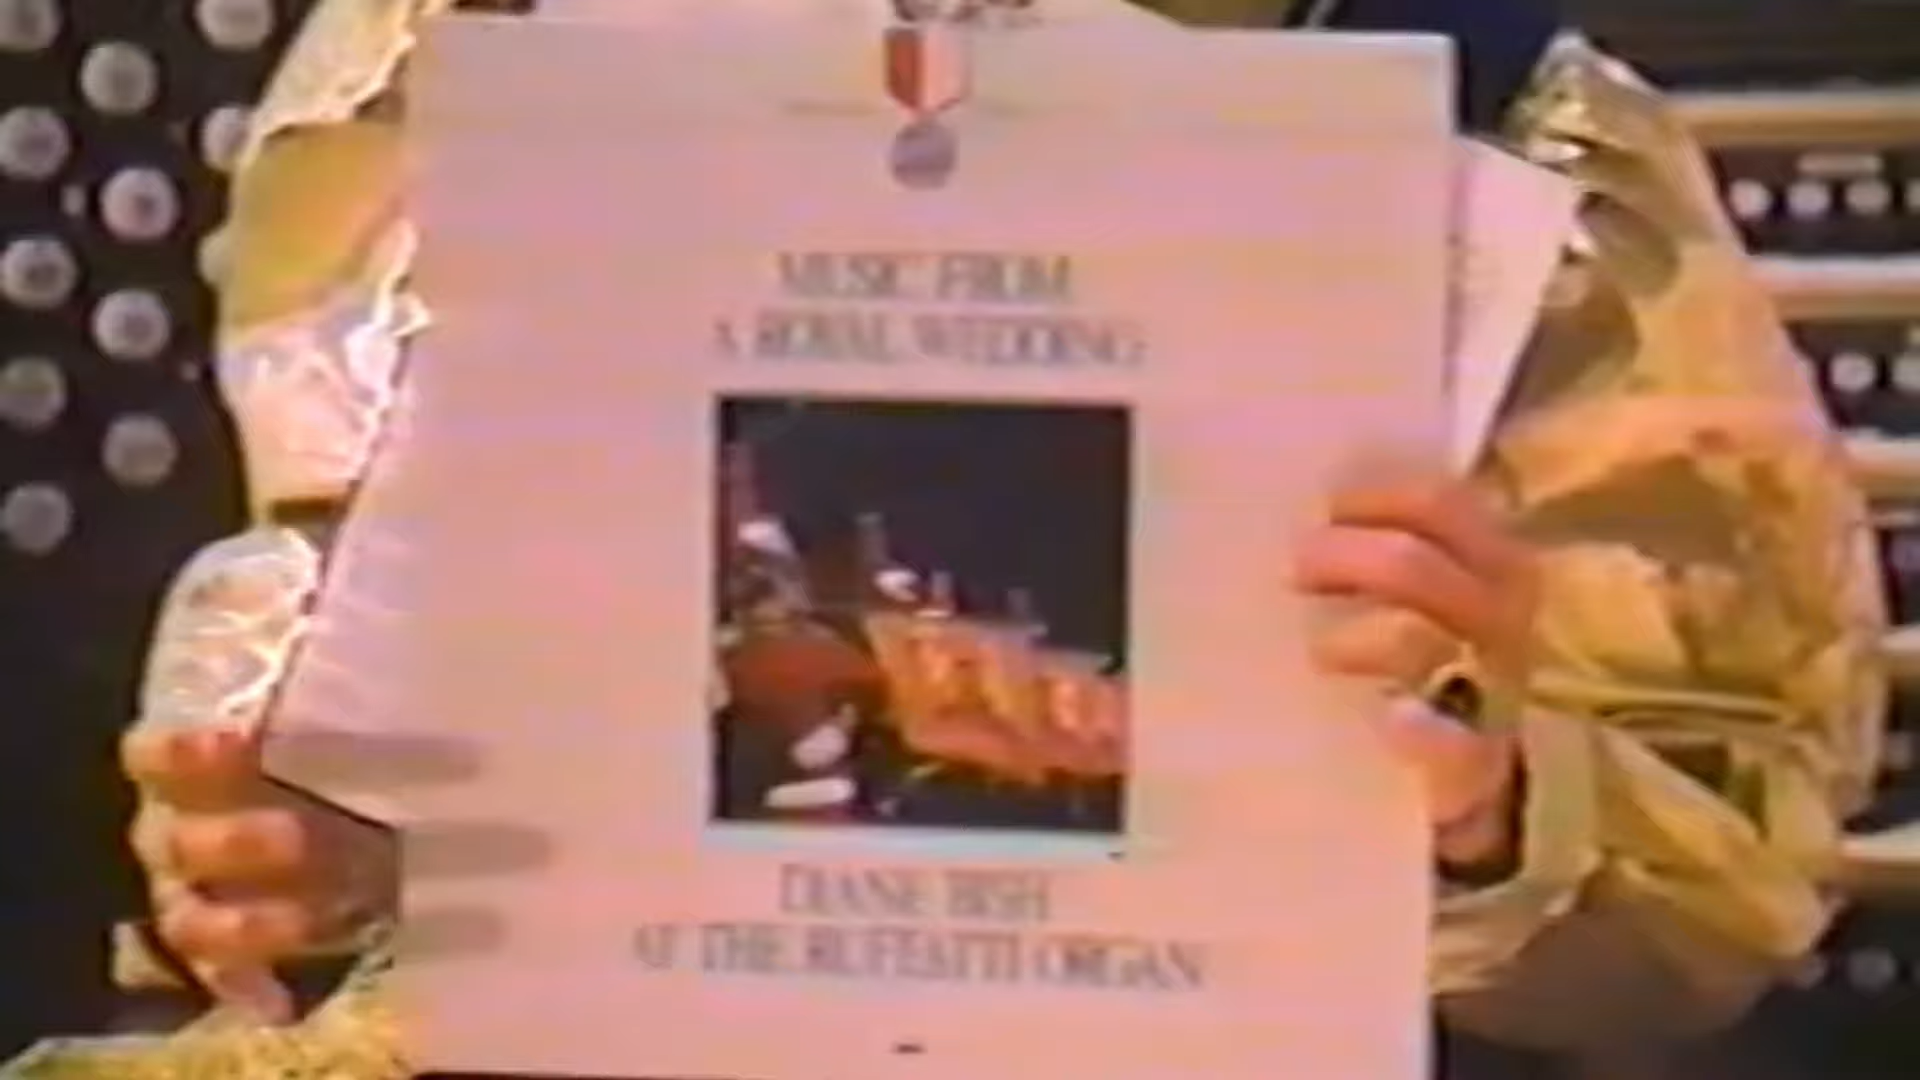 MUSIC FROM
A ROYAL WEDDING
DIANE BISH
AT THE RUFFATTI ORGAN